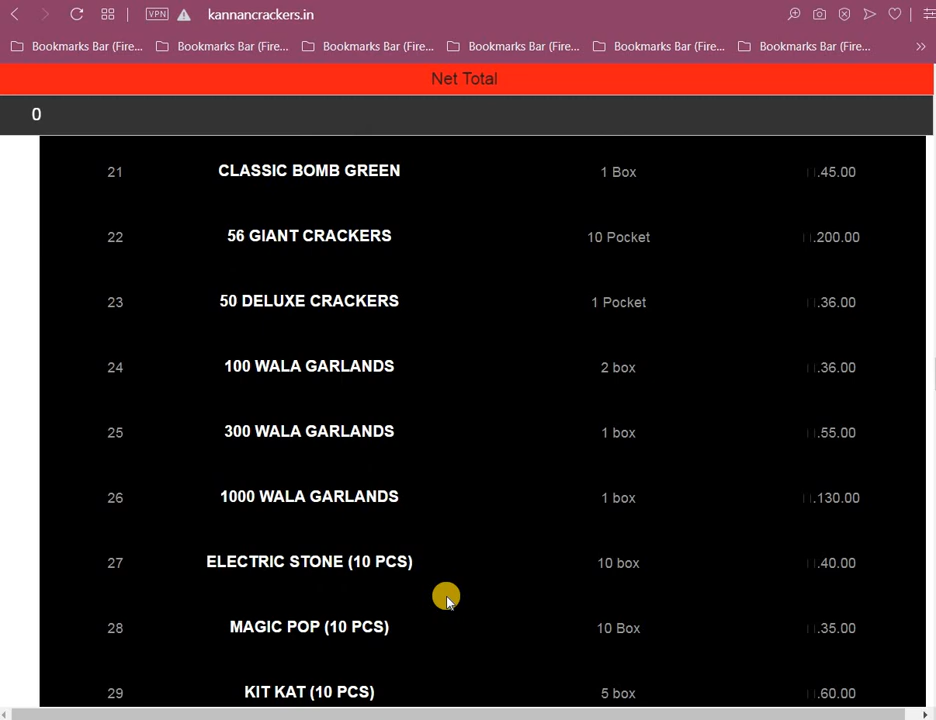 VPN kannancrackers.in
Bookmarks Bar (Fire... Bookmarks Bar (Fire... Bookmarks Bar (Fire... Bookmarks Bar (Fire... Bookmarks Bar (Fire... Bookmarks Bar (Fire... »
Net Total
0
21 CLASSIC BOMB GREEN 1 Box .45.00
22 56 GIANT CRACKERS 10 Pocket .200.00
23 50 DELUXE CRACKERS 1 Pocket .36.00
24 100 WALA GARLANDS 2 box .36.00
25 300 WALA GARLANDS 1 box .55.00
26 1000 WALA GARLANDS 1 box .130.00
27 ELECTRIC STONE (10 PCS) 10 box .40.00
28 MAGIC POP (10 PCS) 10 Box .35.00
29 KIT KAT (10 PCS) 5 box .60.00